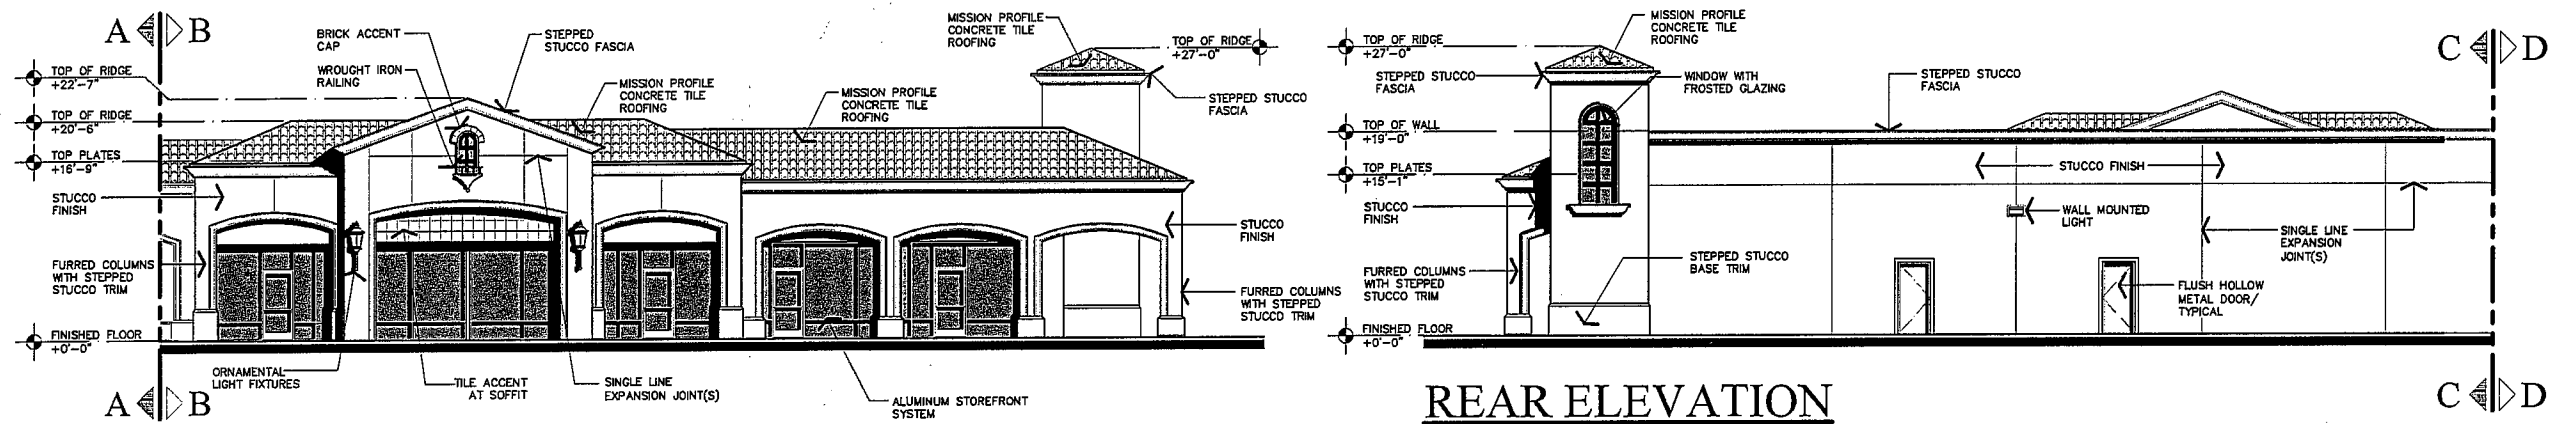 A B
BRICK ACCENT
CAP
STEPPED
STUCCO FASCIA
MISSION PROFILE
CONCRETE TILE
ROOFING
TOP OF RIDGE
+27'-0"
TOP OF RIDGE
+22'-7"
WROUGHT IRON
RAILING
MISSION PROFILE
CONCRETE TILE
ROOFING
MISSION PROFILE
CONCRETE TILE
ROOFING
STEPPED STUCCO
FASCIA
TOP OF RIDGE
+20'-6"
TOP PLATES
+16'-9"
STUCCO
FINISH
STUCCO
FINISH
FURRED COLUMNS
WITH STEPPED
STUCCO TRIM
FURRED COLUMNS
WITH STEPPED
STUCCO TRIM
FINISHED FLOOR
+0'-0"
ORNAMENTAL
LIGHT FIXTURES
TILE ACCENT
AT SOFFIT
SINGLE LINE
EXPANSION JOINT(S)
ALUMINUM STOREFRONT
SYSTEM
A B
MISSION PROFILE
CONCRETE TILE
ROOFING
TOP OF RIDGE
+27'-0"
C D
STEPPED STUCCO
FASCIA
WINDOW WITH
FROSTED GLAZING
STEPPED STUCCO
FASCIA
TOP OF WALL
+19'-0"
TOP PLATES
+15'-1"
STUCCO FINISH
STUCCO
FINISH
WALL MOUNTED
LIGHT
SINGLE LINE
EXPANSION
JOINT(S)
FURRED COLUMNS
WITH STEPPED
STUCCO TRIM
STEPPED STUCCO
BASE TRIM
FLUSH HOLLOW
METAL DOOR/
TYPICAL
FINISHED FLOOR
+0'-0"
REAR ELEVATION
C D